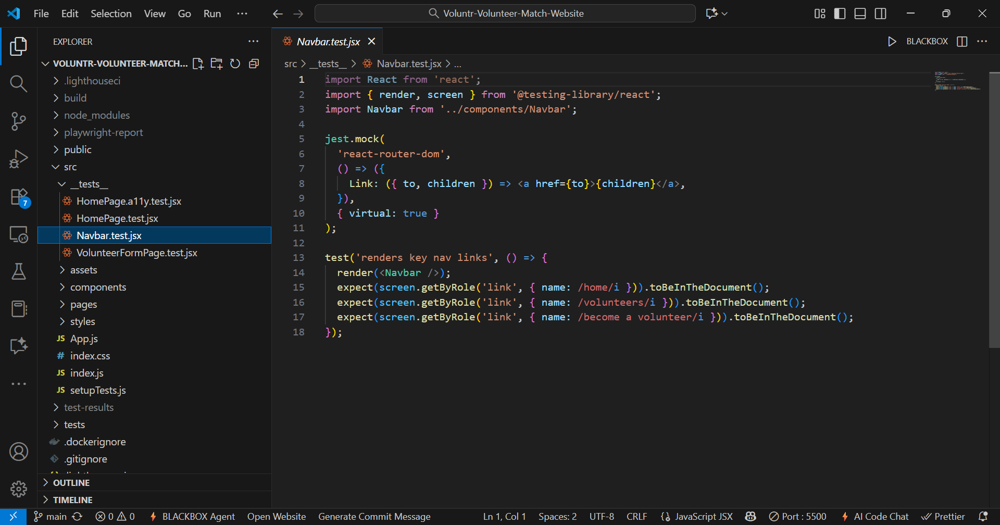 File Edit Selection View Go Run
Voluntr-Volunteer-Match-Website
EXPLORER
VOLUNTR-VOLUNTEER-MATCH...
.lighthouseci
build
node_modules
playwright-report
public
src
__tests__
HomePage.a11y.test.jsx
HomePage.test.jsx
Navbar.test.jsx
VolunteerFormPage.test.jsx
assets
components
pages
styles
JS App.js
# index.css
JS index.js
JS setupTests.js
test-results
tests
.dockerignore
.gitignore
OUTLINE
TIMELINE
7
Navbar.test.jsx
BLACKBOX
src > __tests__ > Navbar.test.jsx > ...
1 import React from 'react';
2 import { render, screen } from '@testing-library/react';
3 import Navbar from '../components/Navbar';
4
5 jest.mock(
6 'react-router-dom',
7 () => ({
8 Link: ({ to, children }) => <a href={to}>{children}</a>,
9 }),
10 { virtual: true }
11 );
12
13 test('renders key nav links', () => {
14 render(<Navbar />);
15 expect(screen.getByRole('link', { name: /home/i })).toBeInTheDocument();
16 expect(screen.getByRole('link', { name: /volunteers/i })).toBeInTheDocument();
17 expect(screen.getByRole('link', { name: /become a volunteer/i })).toBeInTheDocument();
18 });
main 0 0 BLACKBOX Agent Open Website Generate Commit Message Ln 1, Col 1 Spaces: 2 UTF-8 CRLF {} JavaScript JSX Port : 5500 AI Code Chat Prettier